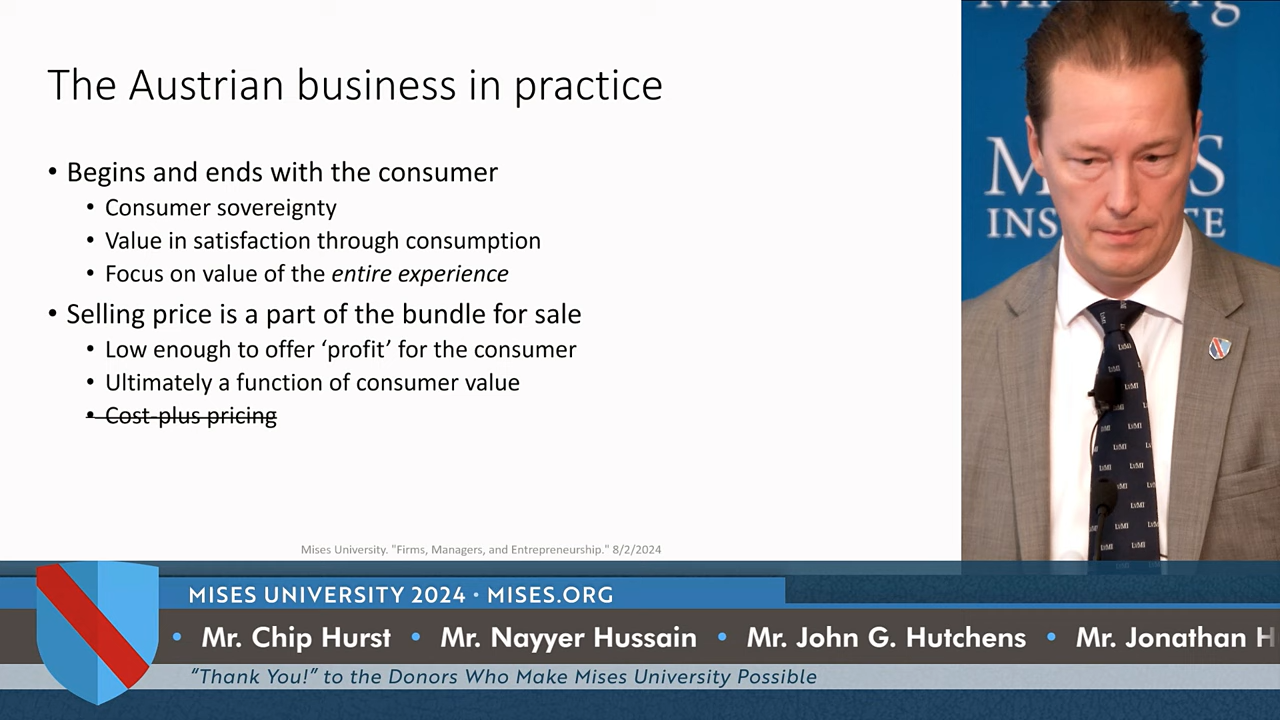 The Austrian business in practice
• Begins and ends with the consumer
• Consumer sovereignty
• Value in satisfaction through consumption
• Focus on value of the entire experience
• Selling price is a part of the bundle for sale
• Low enough to offer ‘profit’ for the consumer
• Ultimately a function of consumer value
• Cost-plus pricing
Mises University. "Firms, Managers, and Entrepreneurship." 8/2/2024
MISES UNIVERSITY 2024 • MISES.ORG
• Mr. Chip Hurst • Mr. Nayyer Hussain • Mr. John G. Hutchens • Mr. Jonathan H
“Thank You!” to the Donors Who Make Mises University Possible
LvMI